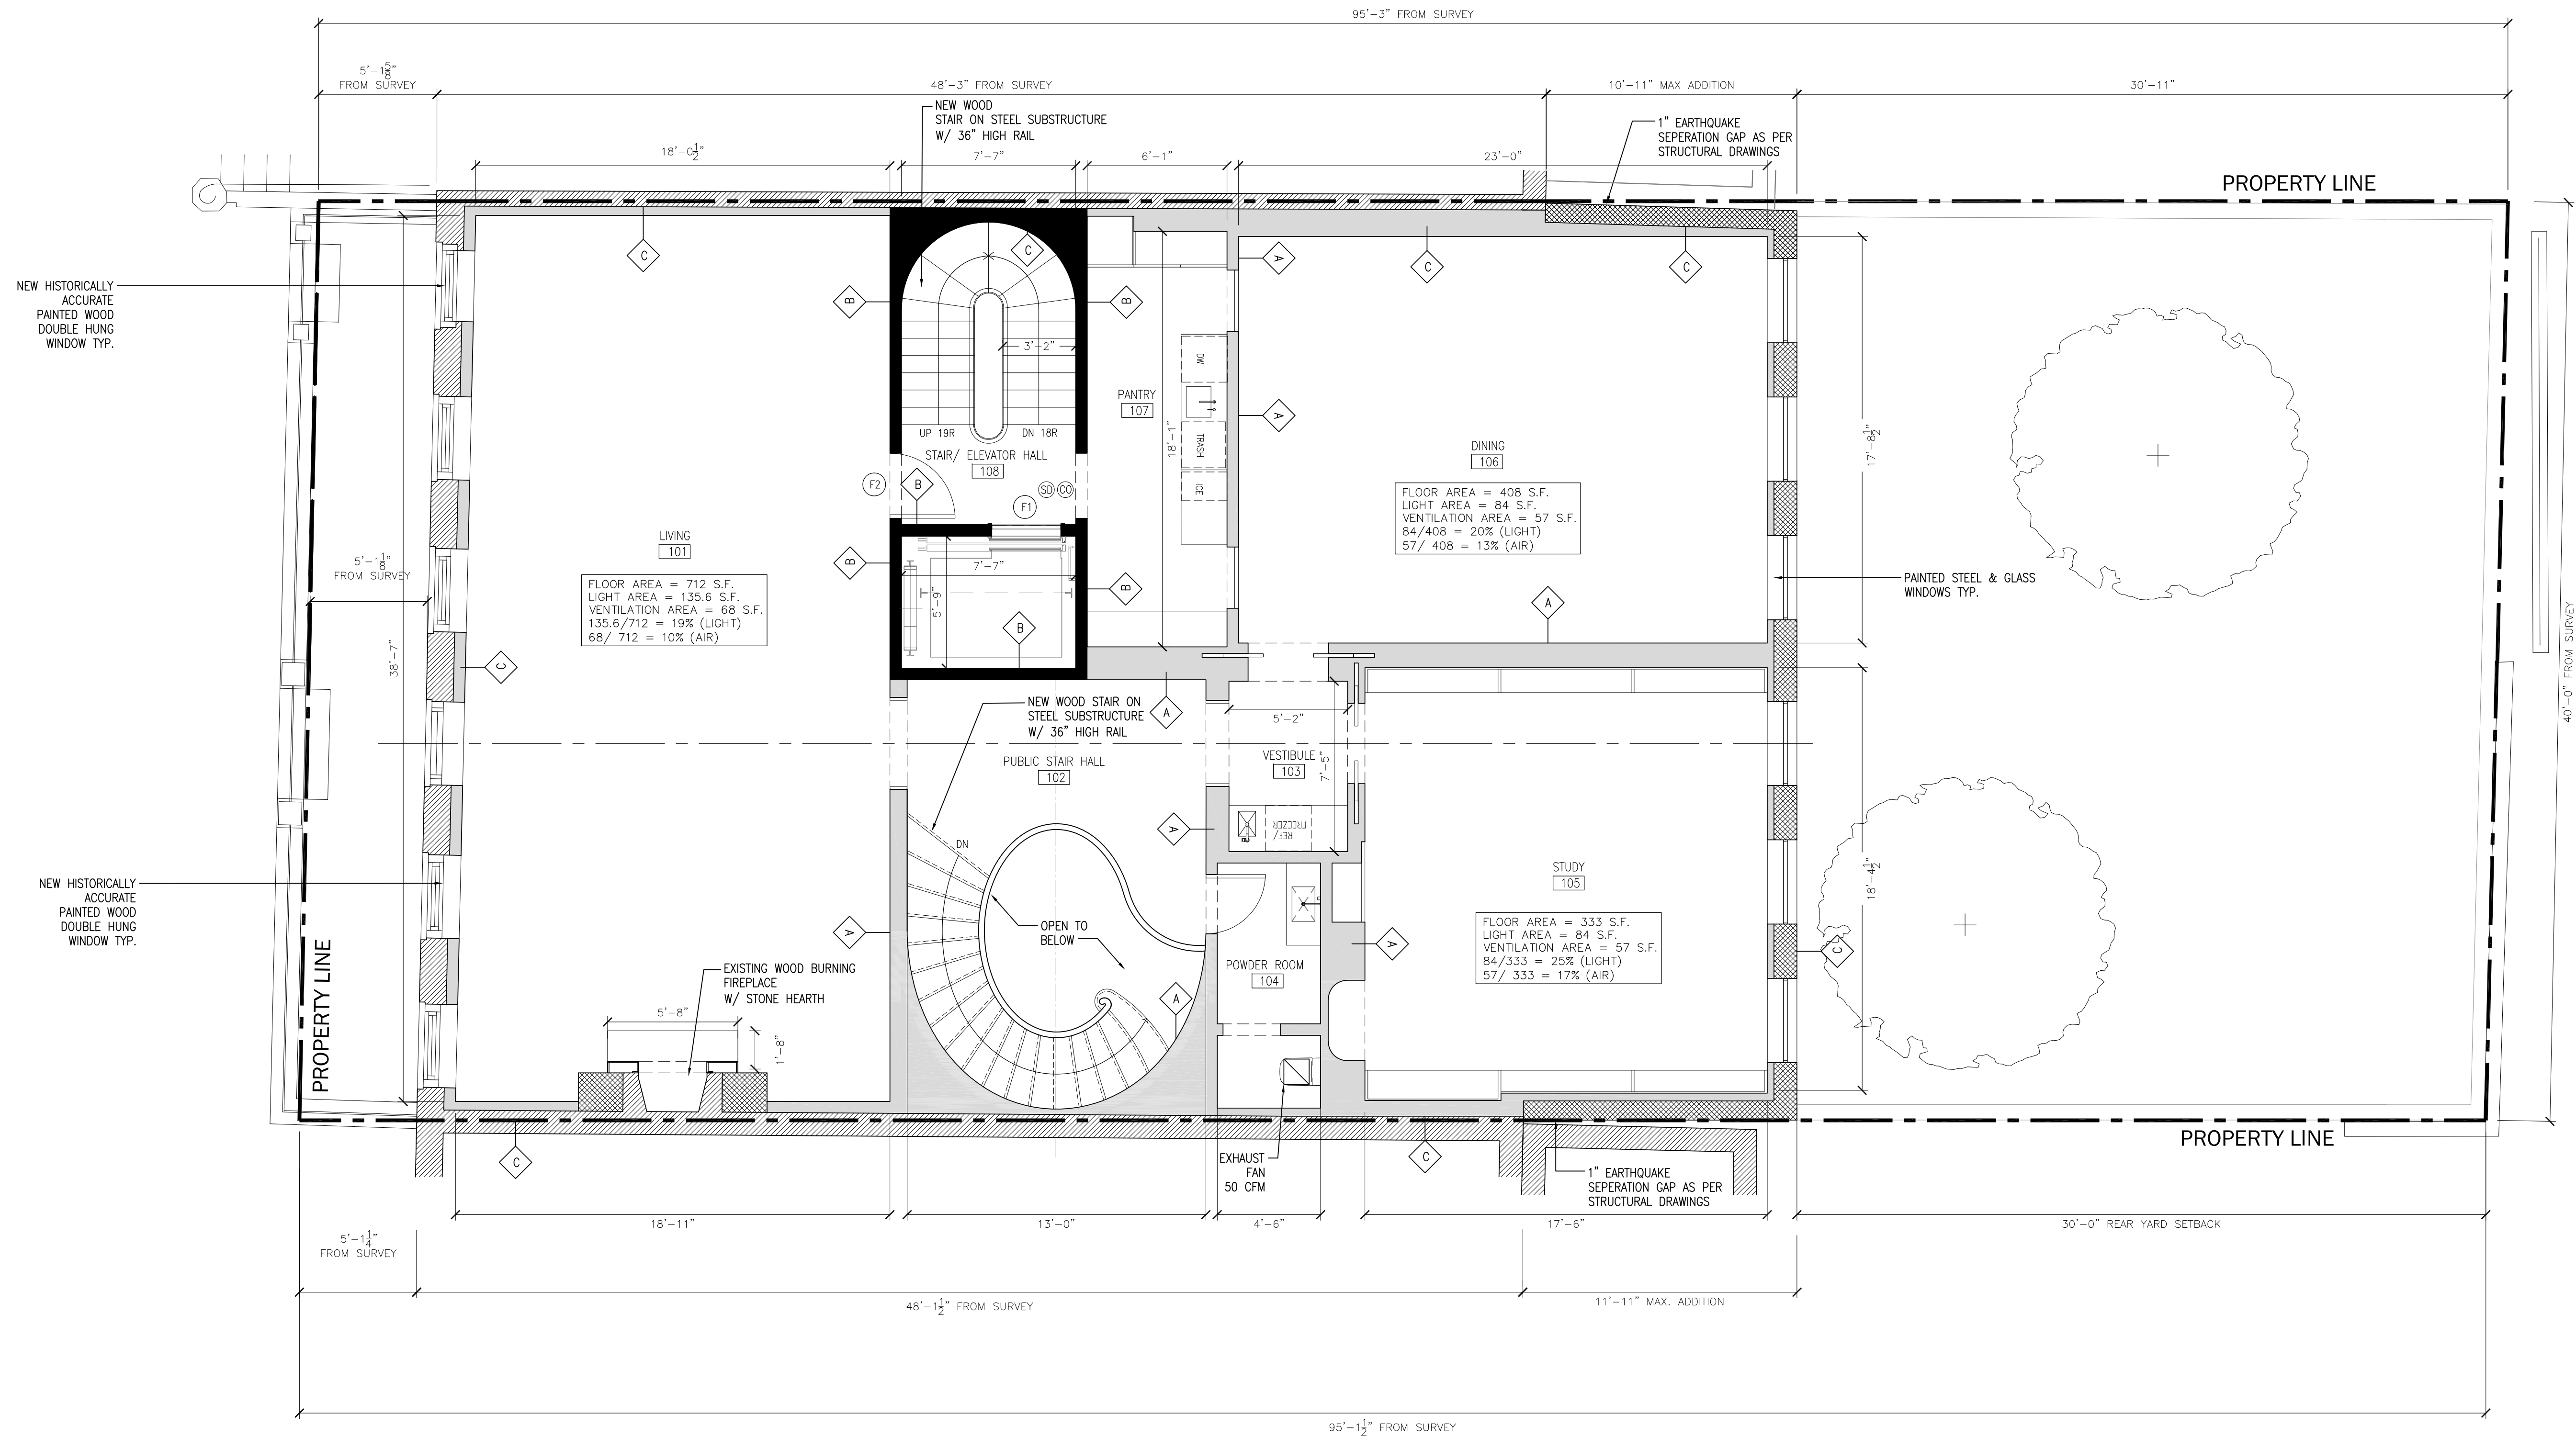 95'-3" FROM SURVEY
5'-1 5/8"
FROM SURVEY
48'-3" FROM SURVEY
10'-11" MAX ADDITION
30'-11"
NEW WOOD
STAIR ON STEEL SUBSTRUCTURE
W/ 36" HIGH RAIL
1" EARTHQUAKE
SEPERATION GAP AS PER
STRUCTURAL DRAWINGS
18'-0 1/2"
7'-7"
6'-1"
23'-0"
PROPERTY LINE
C
C
A
C
C
NEW HISTORICALLY
ACCURATE
PAINTED WOOD
DOUBLE HUNG
WINDOW TYP.
B
B
3'-2"
DW
PANTRY
107
A
UP 19R
DN 18R
18'-1"
TRASH
17'-8 1/2"
STAIR/ ELEVATOR HALL
108
DINING
106
F2
B
SD
CO
ICE
F1
FLOOR AREA = 408 S.F.
LIGHT AREA = 84 S.F.
VENTILATION AREA = 57 S.F.
84/408 = 20% (LIGHT)
57/ 408 = 13% (AIR)
LIVING
101
5'-1 1/8"
FROM SURVEY
B
7'-7"
B
PAINTED STEEL & GLASS
WINDOWS TYP.
FLOOR AREA = 712 S.F.
LIGHT AREA = 135.6 S.F.
VENTILATION AREA = 68 S.F.
135.6/712 = 19% (LIGHT)
68/ 712 = 10% (AIR)
5'-9"
B
A
38'-7"
C
40'-0" FROM SURVEY
NEW WOOD STAIR ON
STEEL SUBSTRUCTURE
W/ 36" HIGH RAIL
A
5'-2"
PUBLIC STAIR HALL
102
VESTIBULE
103
7'-5"
A
REF/
FREEZER
DN
NEW HISTORICALLY
ACCURATE
PAINTED WOOD
DOUBLE HUNG
WINDOW TYP.
STUDY
105
18'-4 1/2"
A
OPEN TO
BELOW
A
FLOOR AREA = 333 S.F.
LIGHT AREA = 84 S.F.
VENTILATION AREA = 57 S.F.
84/333 = 25% (LIGHT)
57/ 333 = 17% (AIR)
C
PROPERTY LINE
EXISTING WOOD BURNING
FIREPLACE
W/ STONE HEARTH
POWDER ROOM
104
A
5'-8"
1'-8"
PROPERTY LINE
C
C
EXHAUST
FAN
50 CFM
1" EARTHQUAKE
SEPERATION GAP AS PER
STRUCTURAL DRAWINGS
18'-11"
13'-0"
4'-6"
17'-6"
30'-0" REAR YARD SETBACK
5'-1 1/4"
FROM SURVEY
48'-1 1/2" FROM SURVEY
11'-11" MAX. ADDITION
95'-1 1/2" FROM SURVEY